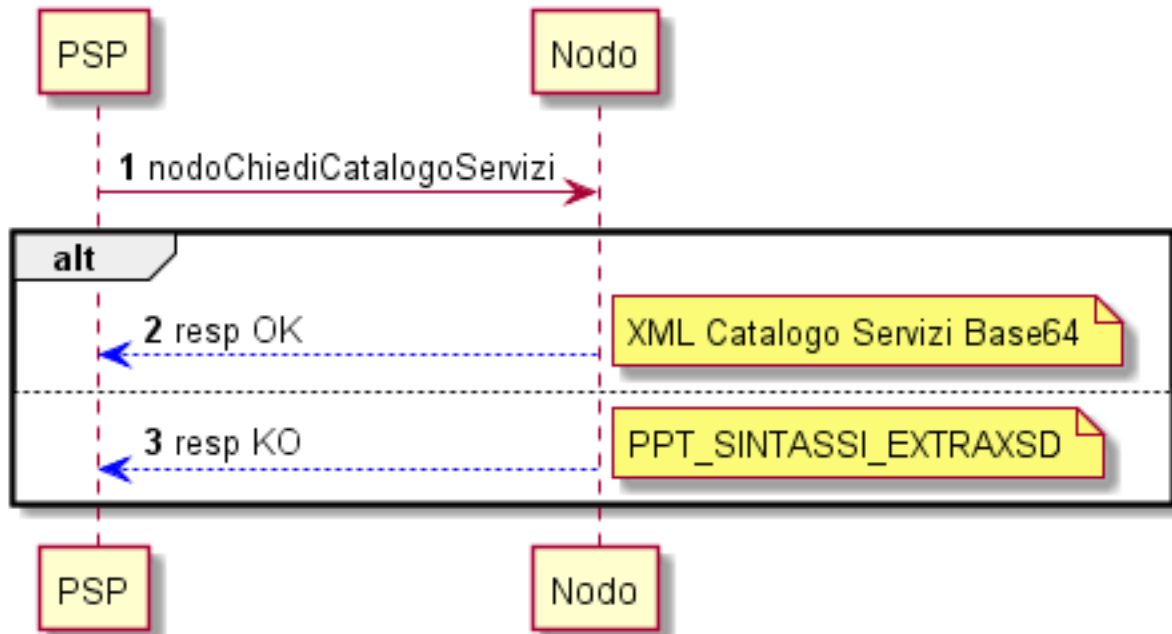 PSP
Nodo
1 nodoChiediCatalogoServizi
alt
2 resp OK
XML Catalogo Servizi Base64
3 resp KO
PPT_SINTASSI_EXTRAXSD
PSP
Nodo